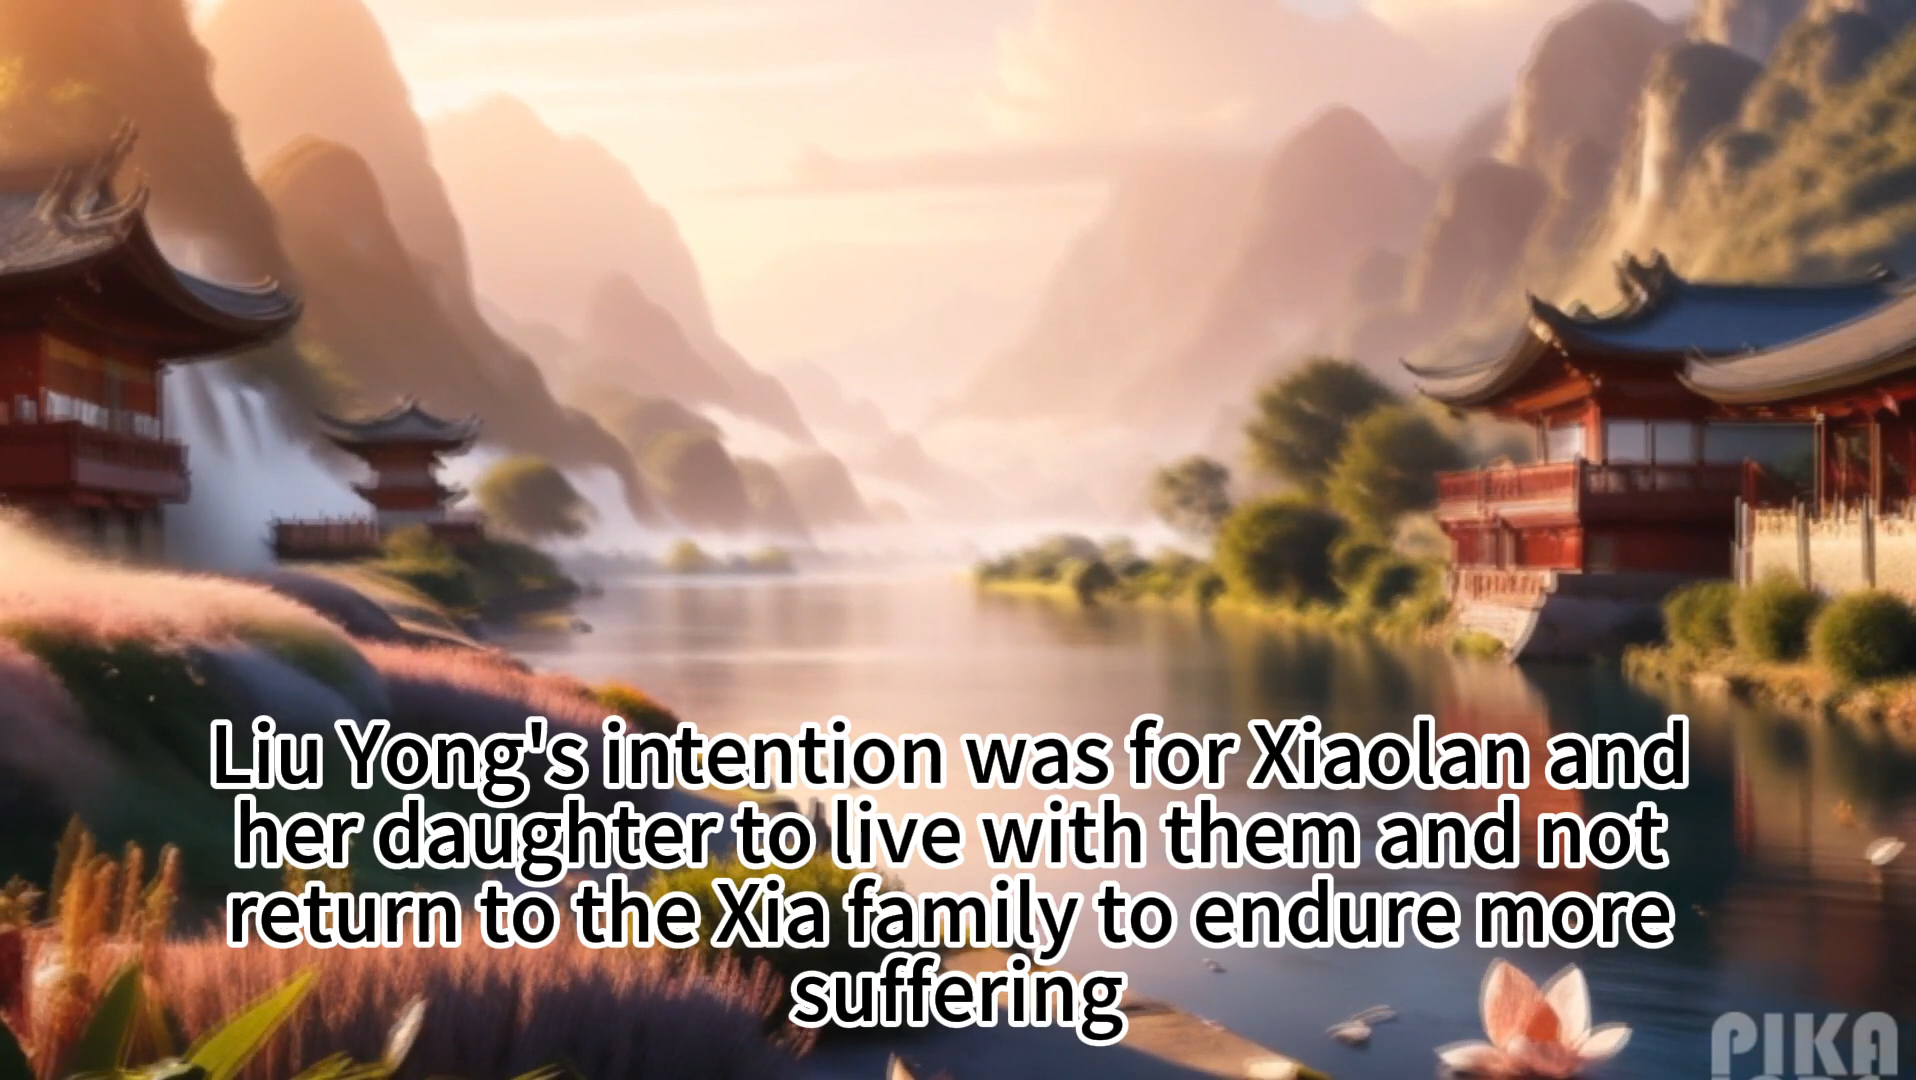 Liu Yong's intention was for Xiaolan and
her daughter to live with them and not
return to the Xia family to endure more
suffering
PIKA